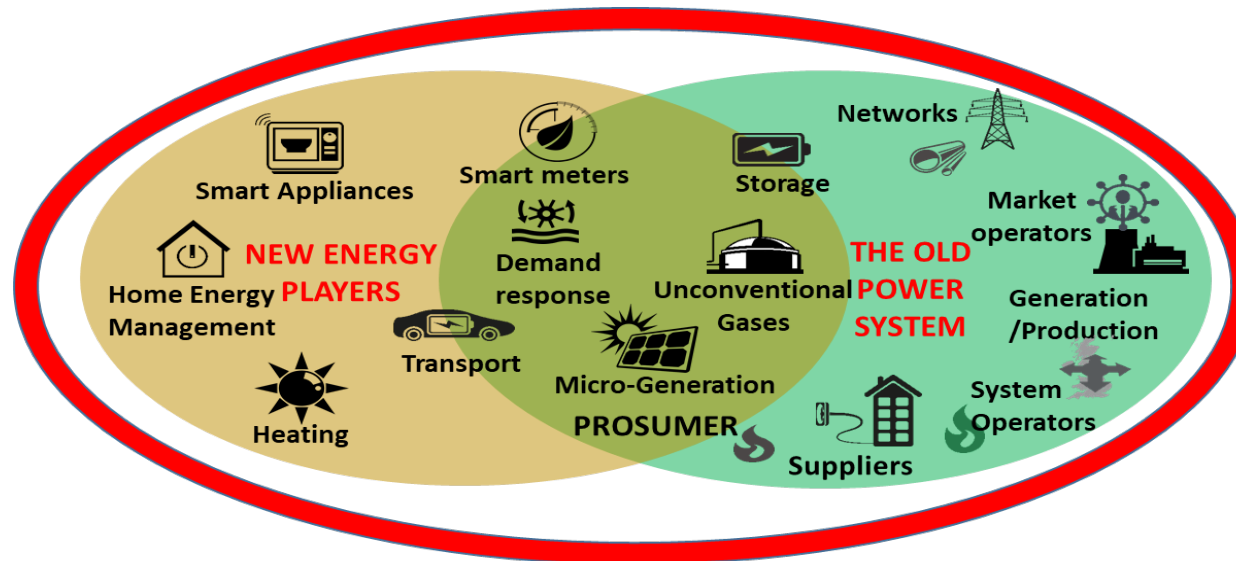 Networks
Smart Appliances
Smart meters
Storage
Market
operators
NEW ENERGY
PLAYERS
Home Energy
Management
Demand
response
Unconventional
Gases
THE OLD
POWER
SYSTEM
Generation
/Production
Transport
Micro-Generation
PROSUMER
Heating
Suppliers
System
Operators